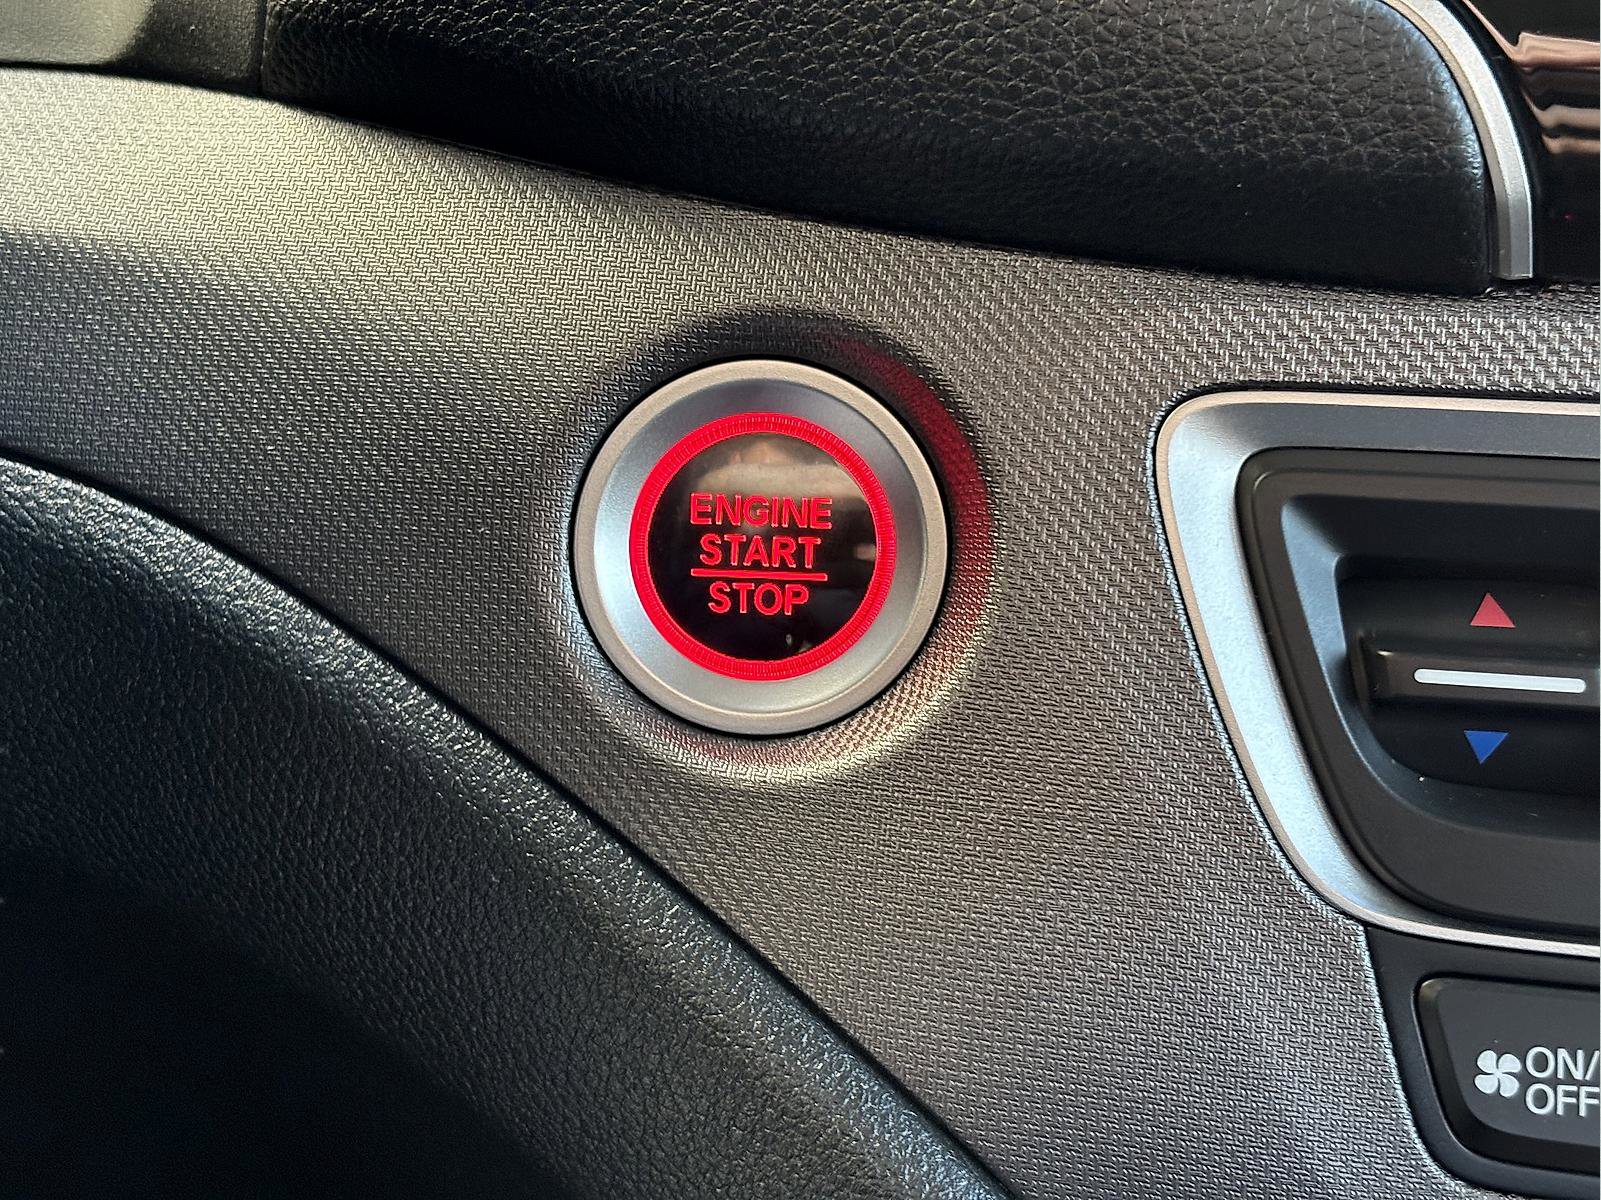 ENGINE
START
STOP
ON/
OFF